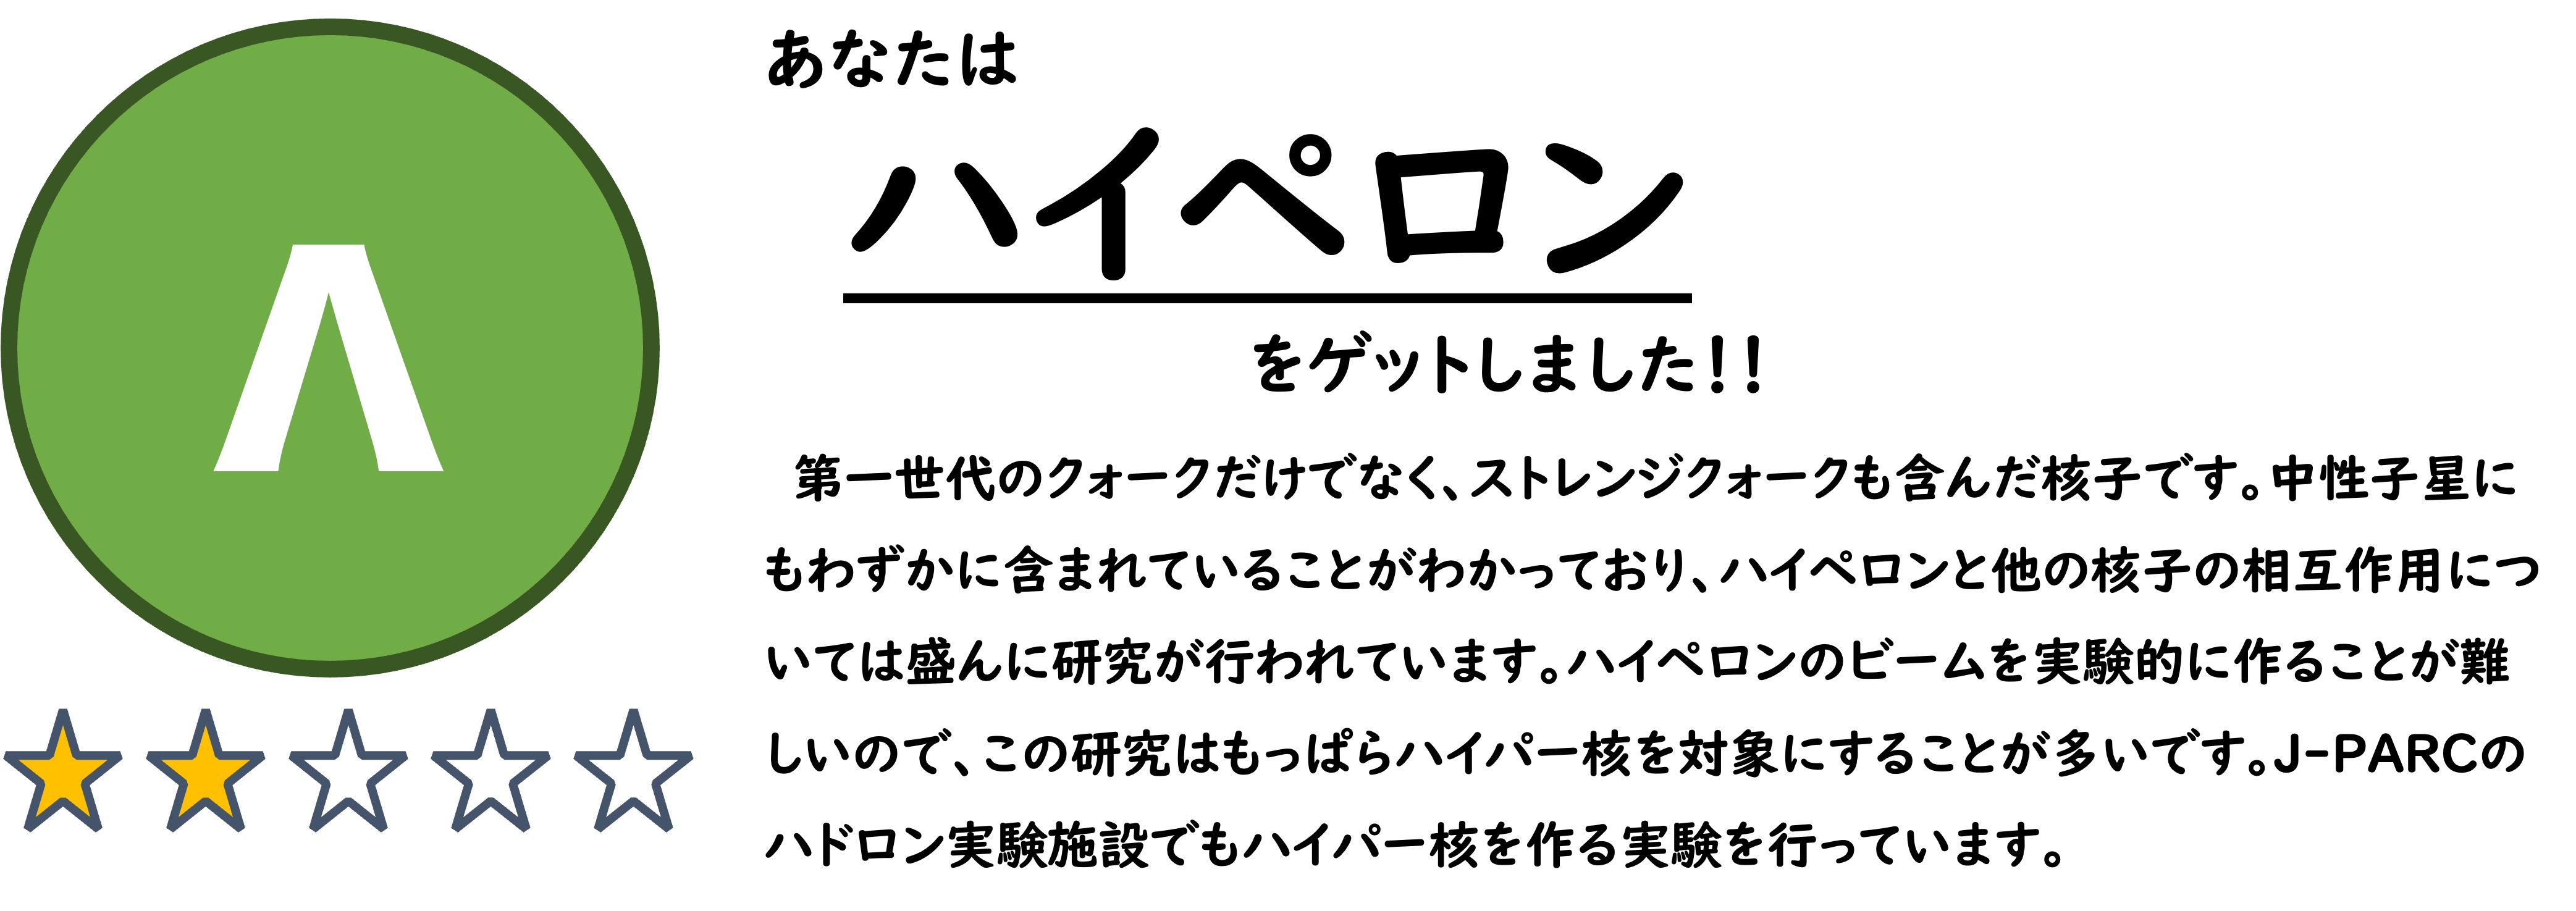 Λ
あなたは
ハイペロン
をゲットしました!!
第一世代のクォークだけでなく、ストレンジクォークも含んだ核子です。中性子星に
もわずかに含まれていることがわかっており、ハイペロンと他の核子の相互作用につ
いては盛んに研究が行われています。ハイペロンのビームを実験的に作ることが難
しいので、この研究はもっぱらハイパー核を対象にすることが多いです。J-PARCの
ハドロン実験施設でもハイパー核を作る実験を行っています。